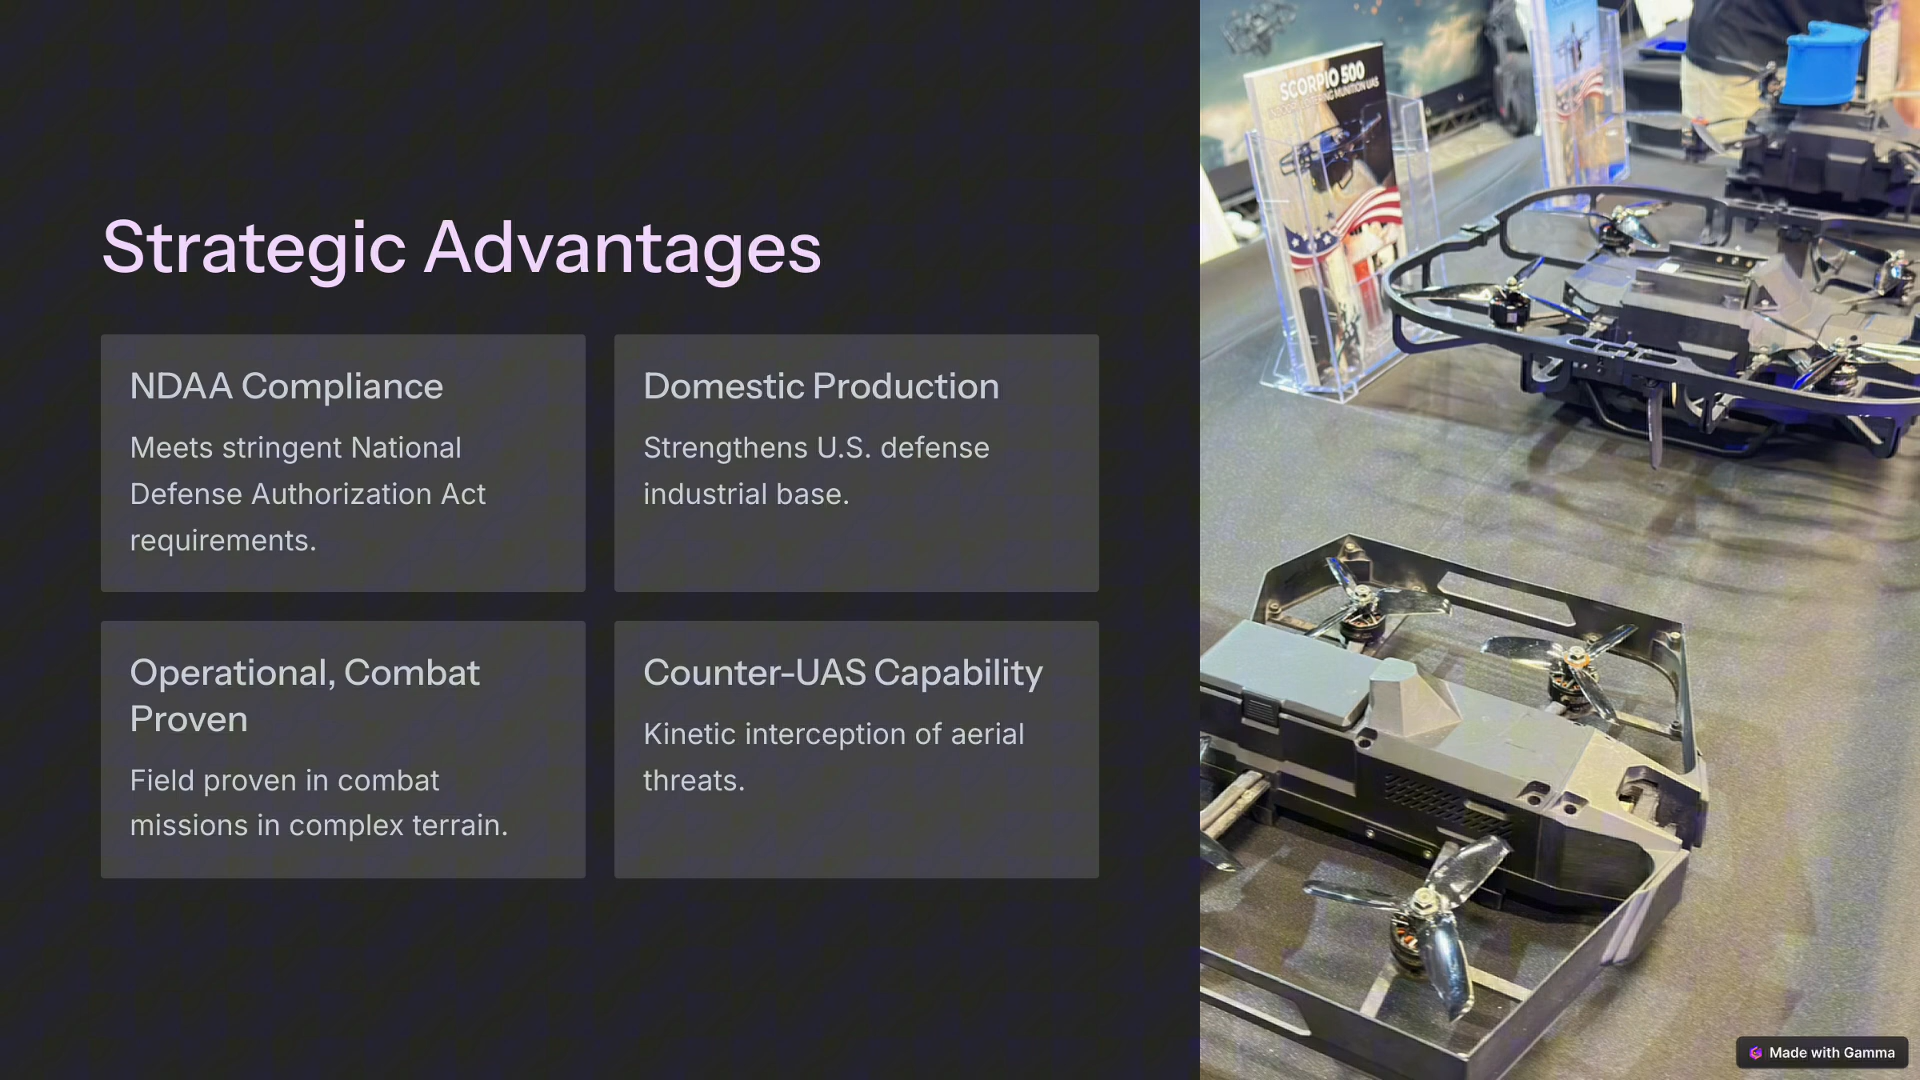 Strategic Advantages
NDAA Compliance
Meets stringent National
Defense Authorization Act
requirements.
Domestic Production
Strengthens U.S. defense
industrial base.
Operational, Combat
Proven
Field proven in combat
missions in complex terrain.
Counter-UAS Capability
Kinetic interception of aerial
threats.
SCORPIO 500
MUNITION UAS
Made with Gamma